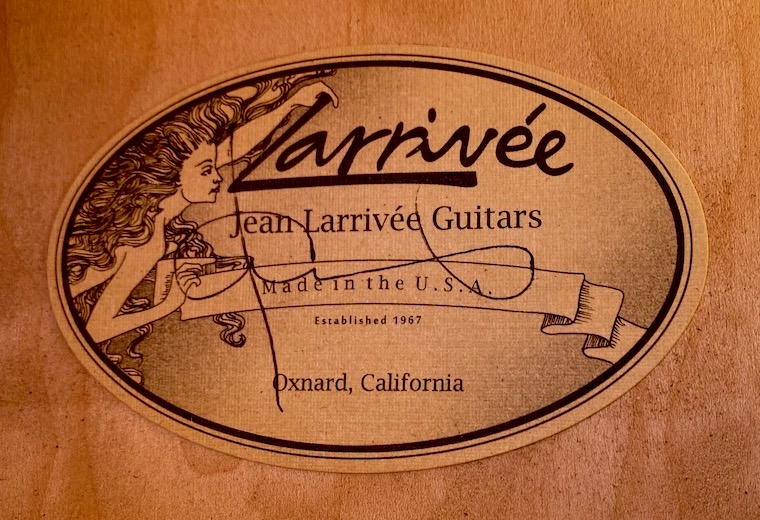 Larrivée
Jean Larrivée Guitars
Made in the U.S.A.
Established 1967
Oxnard, California